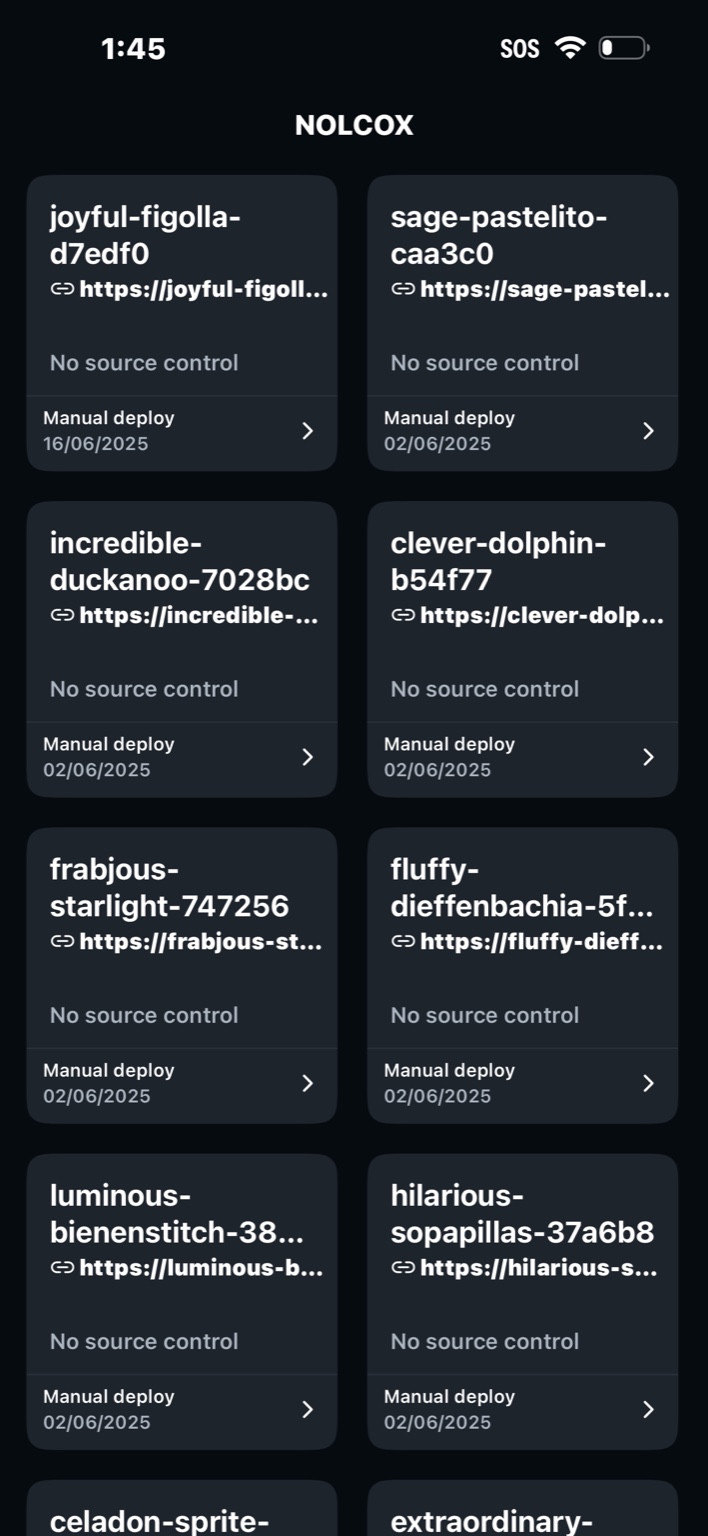 1:45
SOS
NOLCOX
joyful-figolla-
d7edf0
https://joyful-figoll...
No source control
Manual deploy
16/06/2025
sage-pastelito-
caa3c0
https://sage-pastel...
No source control
Manual deploy
02/06/2025
incredible-
duckanoo-7028bc
https://incredible-...
No source control
Manual deploy
02/06/2025
clever-dolphin-
b54f77
https://clever-dolp...
No source control
Manual deploy
02/06/2025
frabjous-
starlight-747256
https://frabjous-st...
No source control
Manual deploy
02/06/2025
fluffy-
dieffenbachia-5f...
https://fluffy-dieff...
No source control
Manual deploy
02/06/2025
luminous-
bienenstitch-38...
https://luminous-b...
No source control
Manual deploy
02/06/2025
hilarious-
sopapillas-37a6b8
https://hilarious-s...
No source control
Manual deploy
02/06/2025
celadon-sprite-
extraordinary-